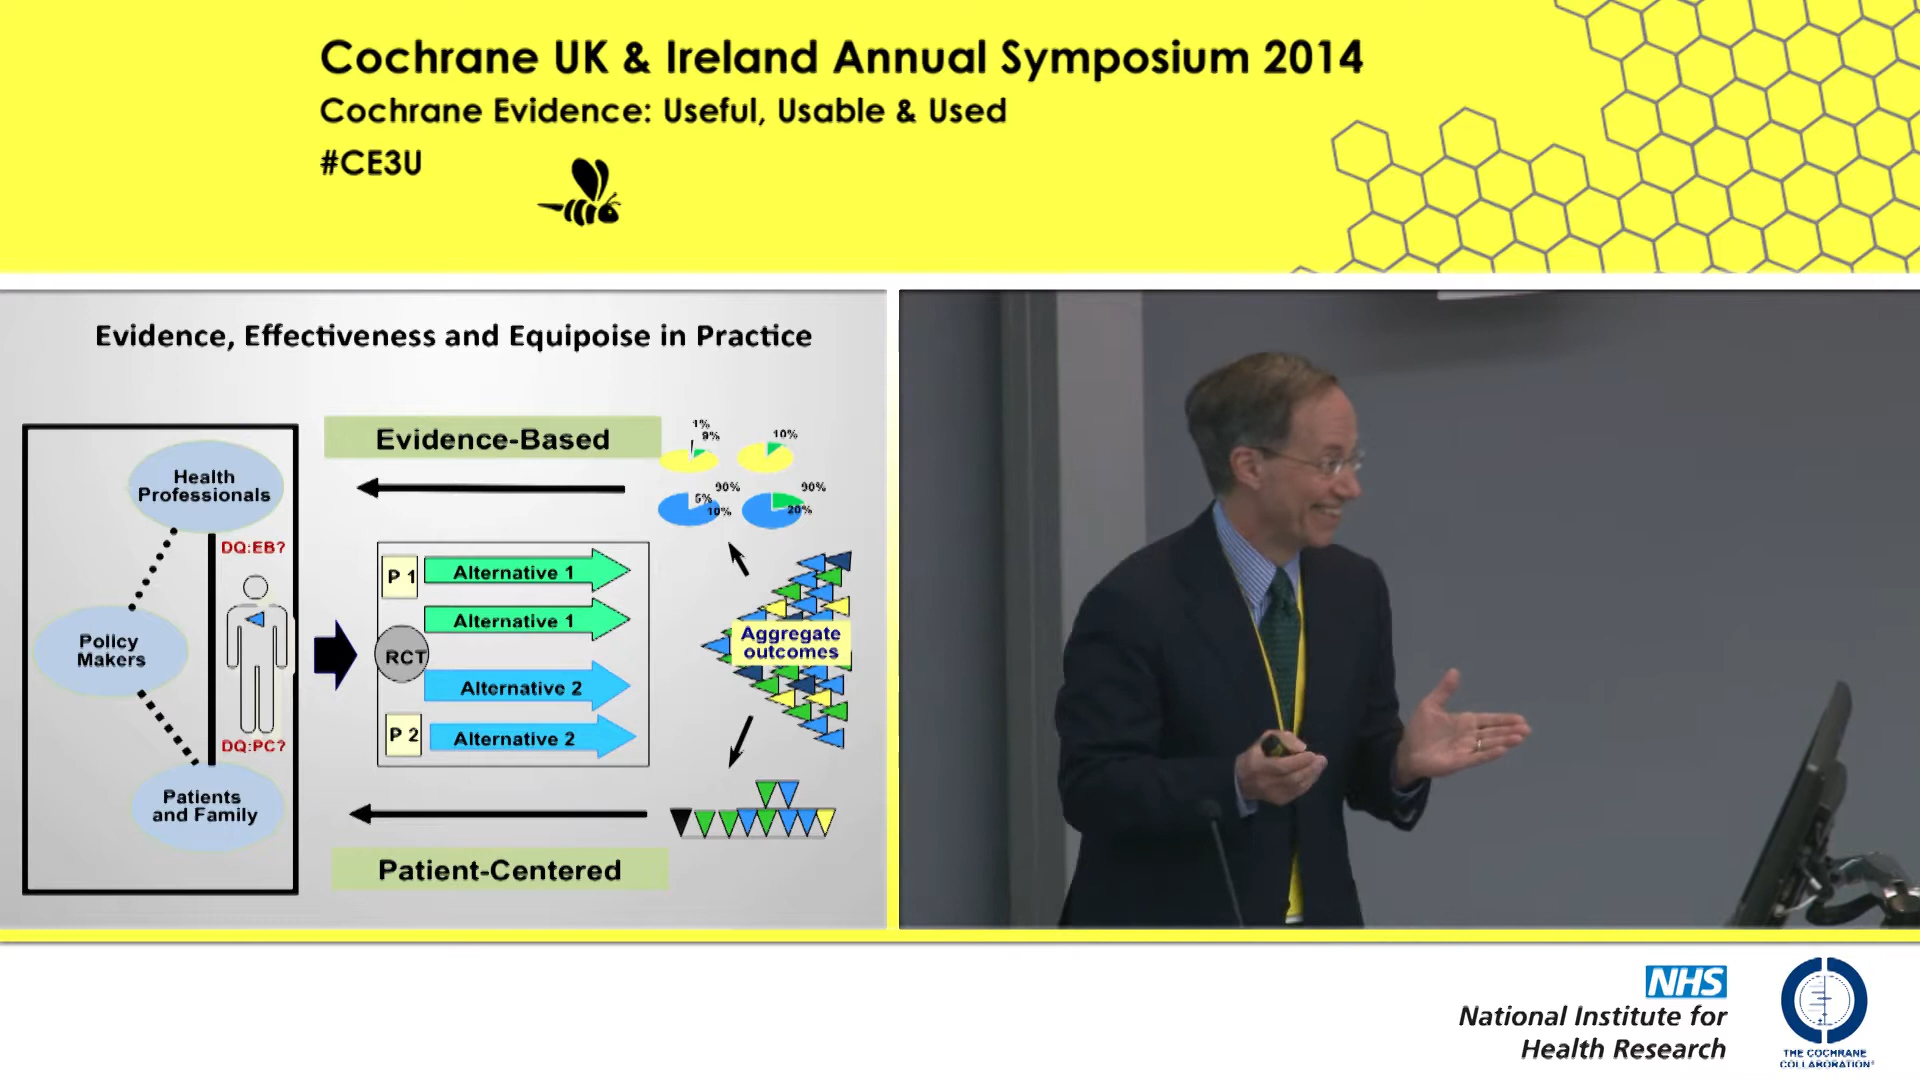 Cochrane UK & Ireland Annual Symposium 2014
Cochrane Evidence: Useful, Usable & Used
#CE3U
Evidence, Effectiveness and Equipoise in Practice
Health
Professionals
DQ:EB?
Policy
Makers
DQ:PC?
Patients
and Family
Evidence-Based
1%
9%
10%
90%
5%
10%
90%
20%
P 1
Alternative 1
Alternative 1
RCT
Alternative 2
P 2
Alternative 2
Aggregate
outcomes
Patient-Centered
NHS
National Institute for
Health Research
THE COCHRANE
COLLABORATION®